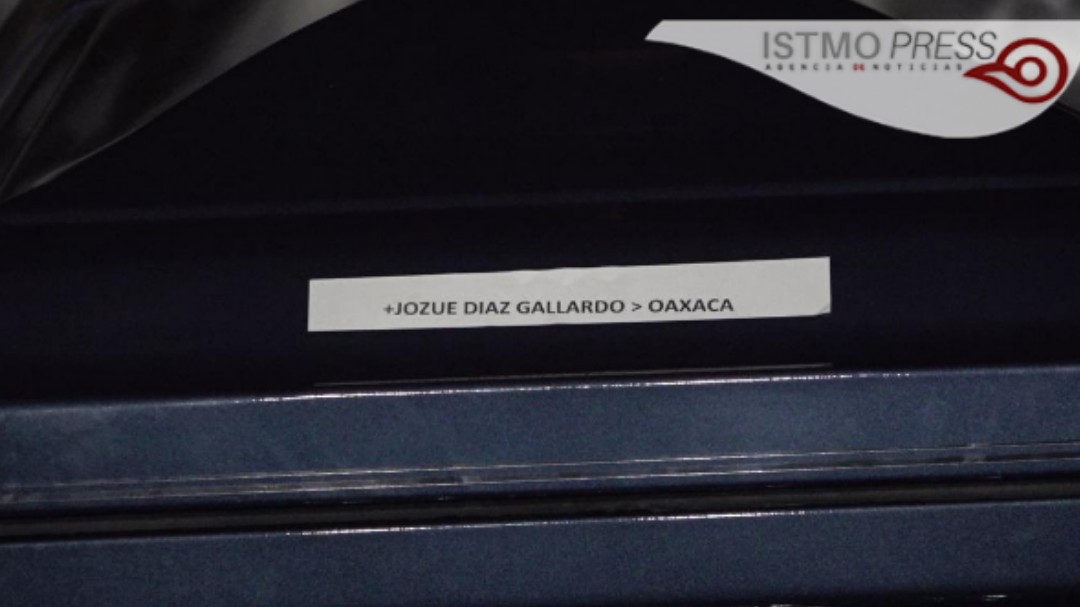 ISTMO PRESS
AGENCIA DE NOTICIAS
+JOZUE DIAZ GALLARDO > OAXACA